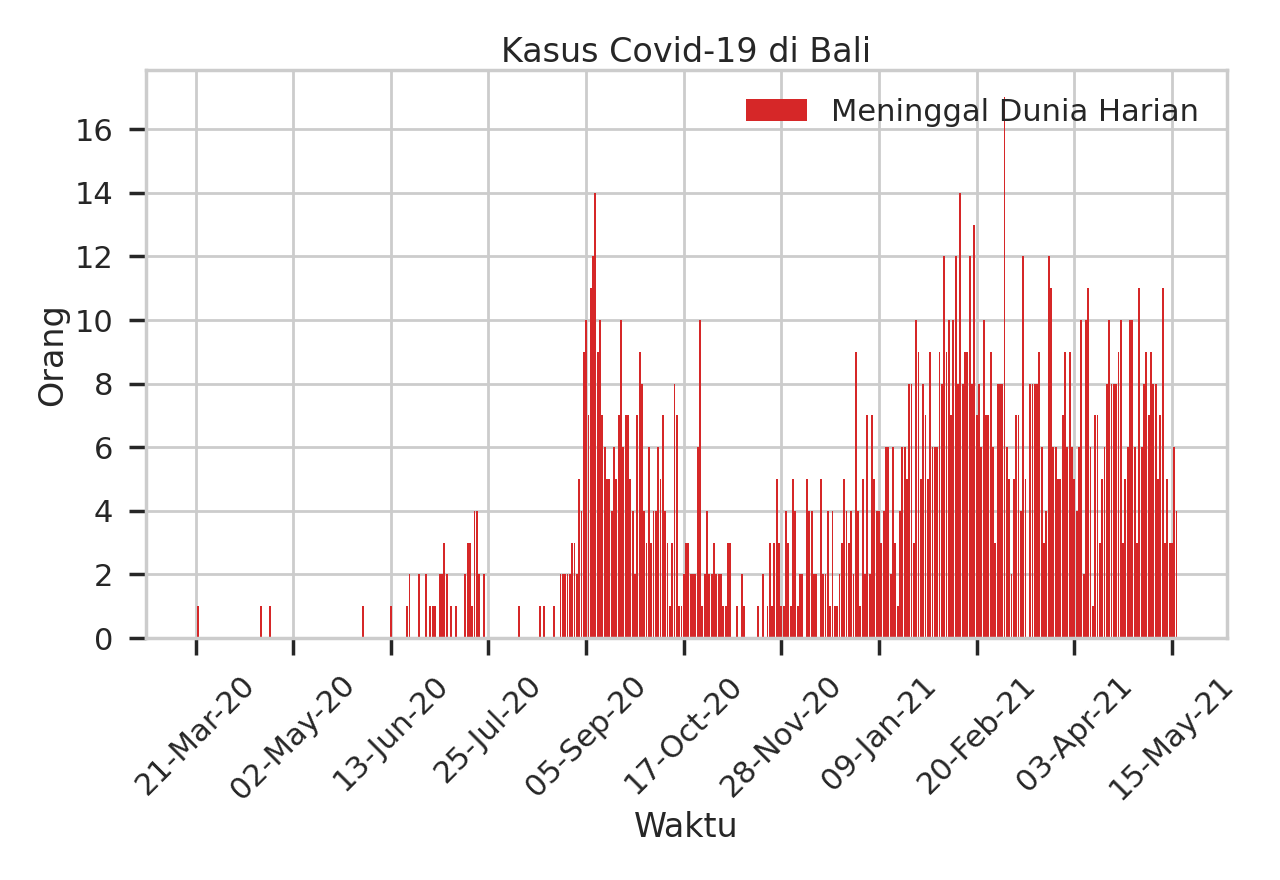 Kasus Covid-19 di Bali
Meninggal Dunia Harian
Orang
16
14
12
10
8
6
4
2
0
21-Mar-20
02-May-20
13-Jun-20
25-Jul-20
05-Sep-20
17-Oct-20
28-Nov-20
09-Jan-21
20-Feb-21
03-Apr-21
15-May-21
Waktu